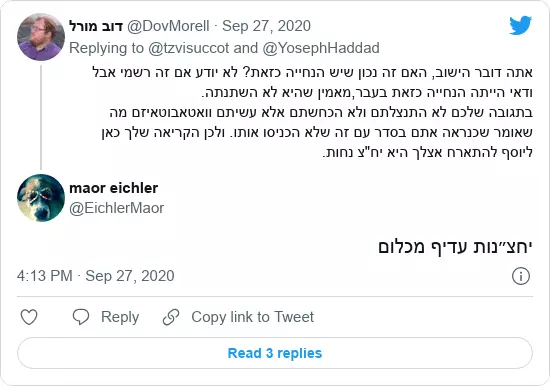 דוב מורל @DovMorell · Sep 27, 2020
Replying to @tzvisuccot and @YosephHaddad
אתה דובר הישוב, האם זה נכון שיש הנחייה כזאת? לא יודע אם זה רשמי אבל
ודאי הייתה הנחייה כזאת בעבר,מאמין שהיא לא השתנתה.
בתגובה שלכם לא התנצלתם ולא הכחשתם אלא עשיתם וואטאבוטאיזם מה
שאומר שכנראה אתם בסדר עם זה שלא הכניסו אותו. ולכן הקריאה שלך כאן
ליוסף להתארח אצלך היא יח"צ נחות.
maor eichler
@EichlerMaor
יחצ״נות עדיף מכלום
4:13 PM · Sep 27, 2020
Reply
Copy link to Tweet
Read 3 replies